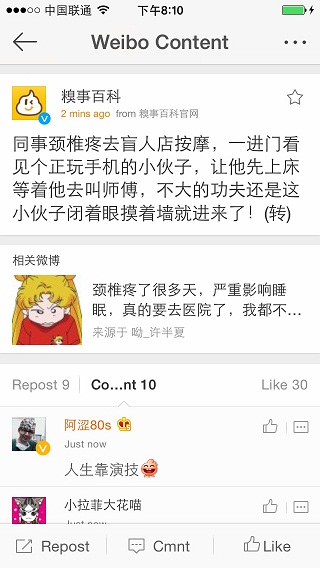 中国联通 下午8:10
Weibo Content
糗事百科
2 mins ago from 糗事百科官网
同事颈椎疼去盲人店按摩，一进门看
见个正玩手机的小伙子，让他先上床
等着他去叫师傅，不大的功夫还是这
小伙子闭着眼摸着墙就进来了！(转)
相关微博
颈椎疼了很多天，严重影响睡
眠，真的要去医院了，我都不…
来源于 呦_许半夏
Repost 9 Co…nt 10 Like 30
阿涩80s
Just now
人生靠演技
小拉菲大花喵
Just now
Repost Cmnt Like